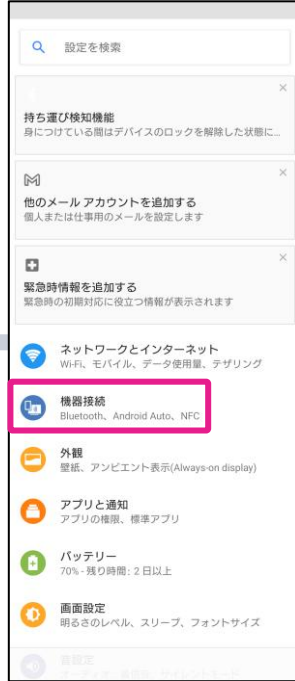 設定を検索
持ち運び検知機能
身につけている間はデバイスのロックを解除した状態に...
他のメール アカウントを追加する
個人または仕事用のメールを設定します
緊急時情報を追加する
緊急時の初期対応に役立つ情報が表示されます
ネットワークとインターネット
Wi-Fi、モバイル、データ使用量、テザリング
機器接続
Bluetooth、Android Auto、NFC
外観
壁紙、アンビエント表示(Always-on display)
アプリと通知
アプリの権限、標準アプリ
バッテリー
70% - 残り時間: 2 日以上
画面設定
明るさのレベル、スリープ、フォントサイズ
音設定